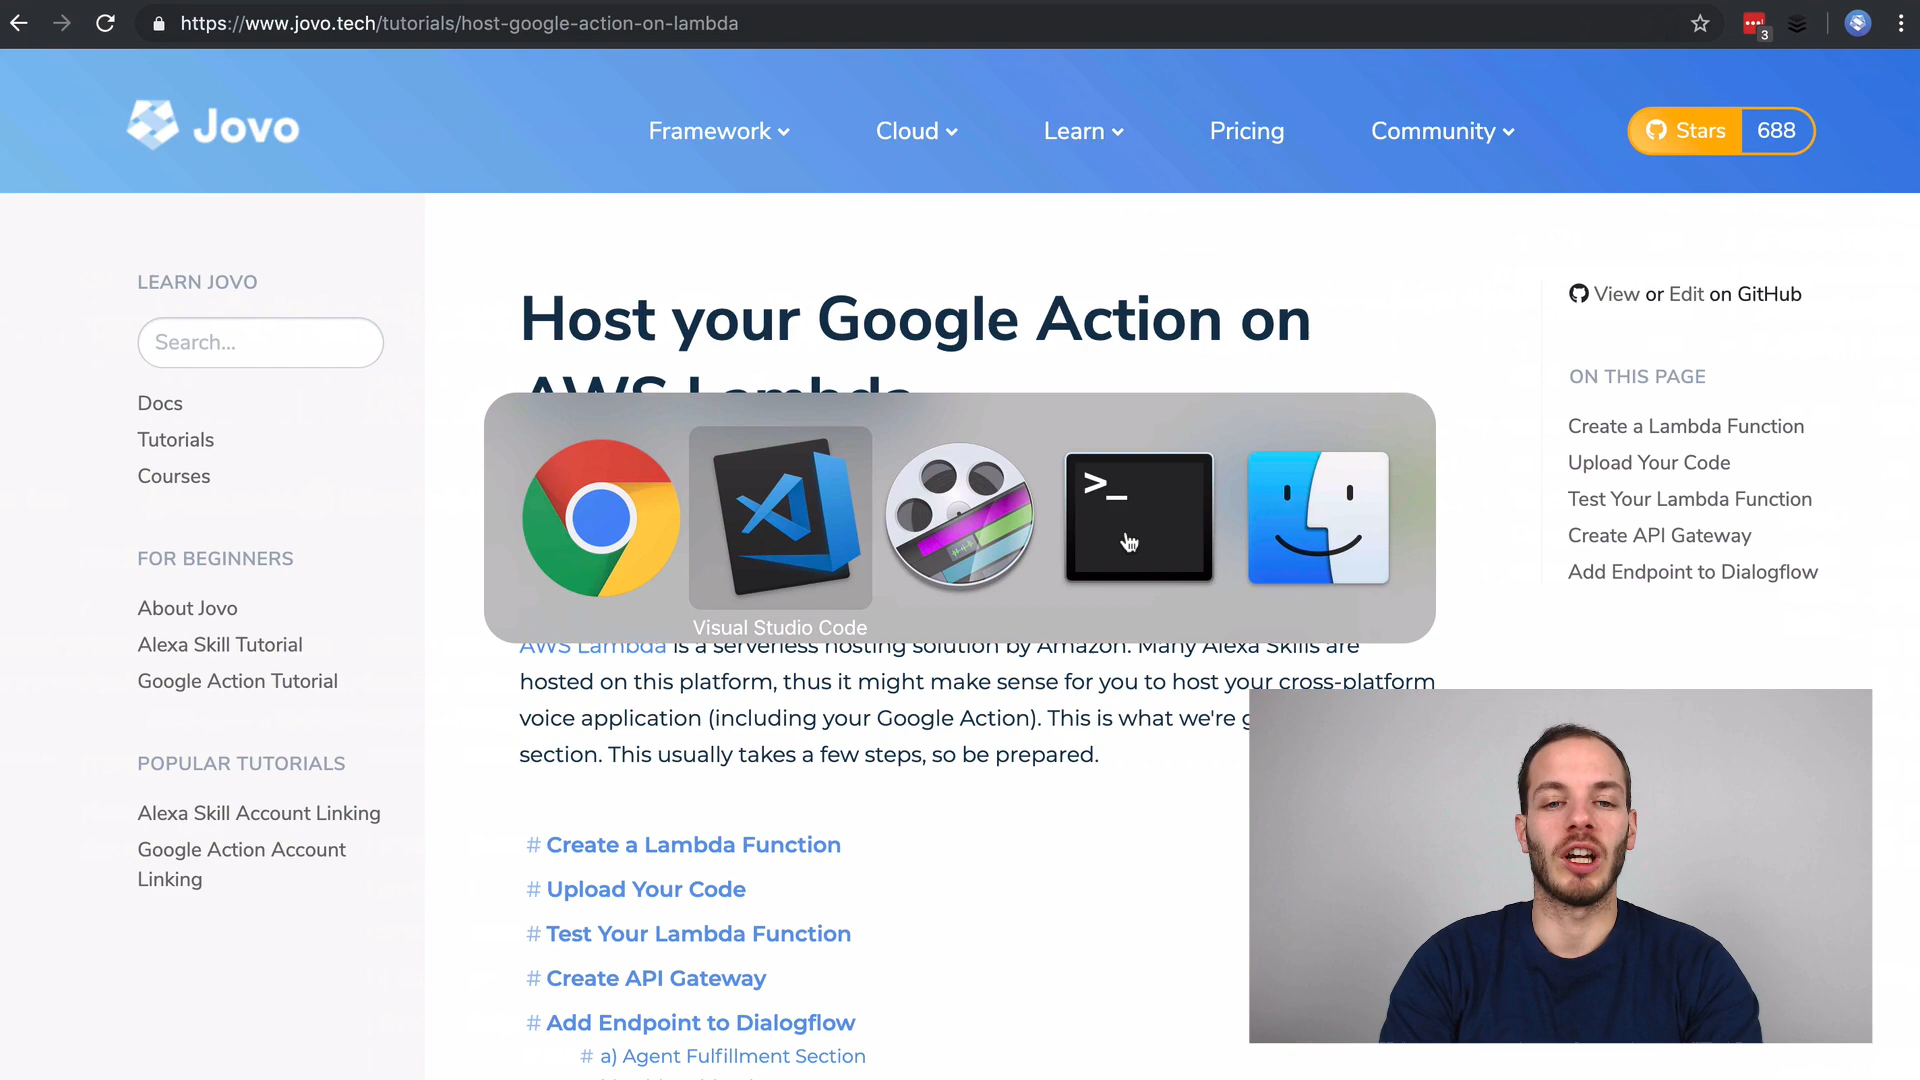 https://www.jovo.tech/tutorials/host-google-action-on-lambda
3
Jovo
Framework
Cloud
Learn
Pricing
Community
Stars
688
LEARN JOVO
Search...
Docs
Tutorials
Courses
FOR BEGINNERS
About Jovo
Alexa Skill Tutorial
Google Action Tutorial
POPULAR TUTORIALS
Alexa Skill Account Linking
Google Action Account
Linking
Host your Google Action on
AWS Lambda
>_
Visual Studio Code
AWS Lambda is a serverless hosting solution by Amazon. Many Alexa Skills are
hosted on this platform, thus it might make sense for you to host your cross-platform
voice application (including your Google Action). This is what we're
section. This usually takes a few steps, so be prepared.
# Create a Lambda Function
# Upload Your Code
# Test Your Lambda Function
# Create API Gateway
# Add Endpoint to Dialogflow
# a) Agent Fulfillment Section
View or Edit on GitHub
ON THIS PAGE
Create a Lambda Function
Upload Your Code
Test Your Lambda Function
Create API Gateway
Add Endpoint to Dialogflow